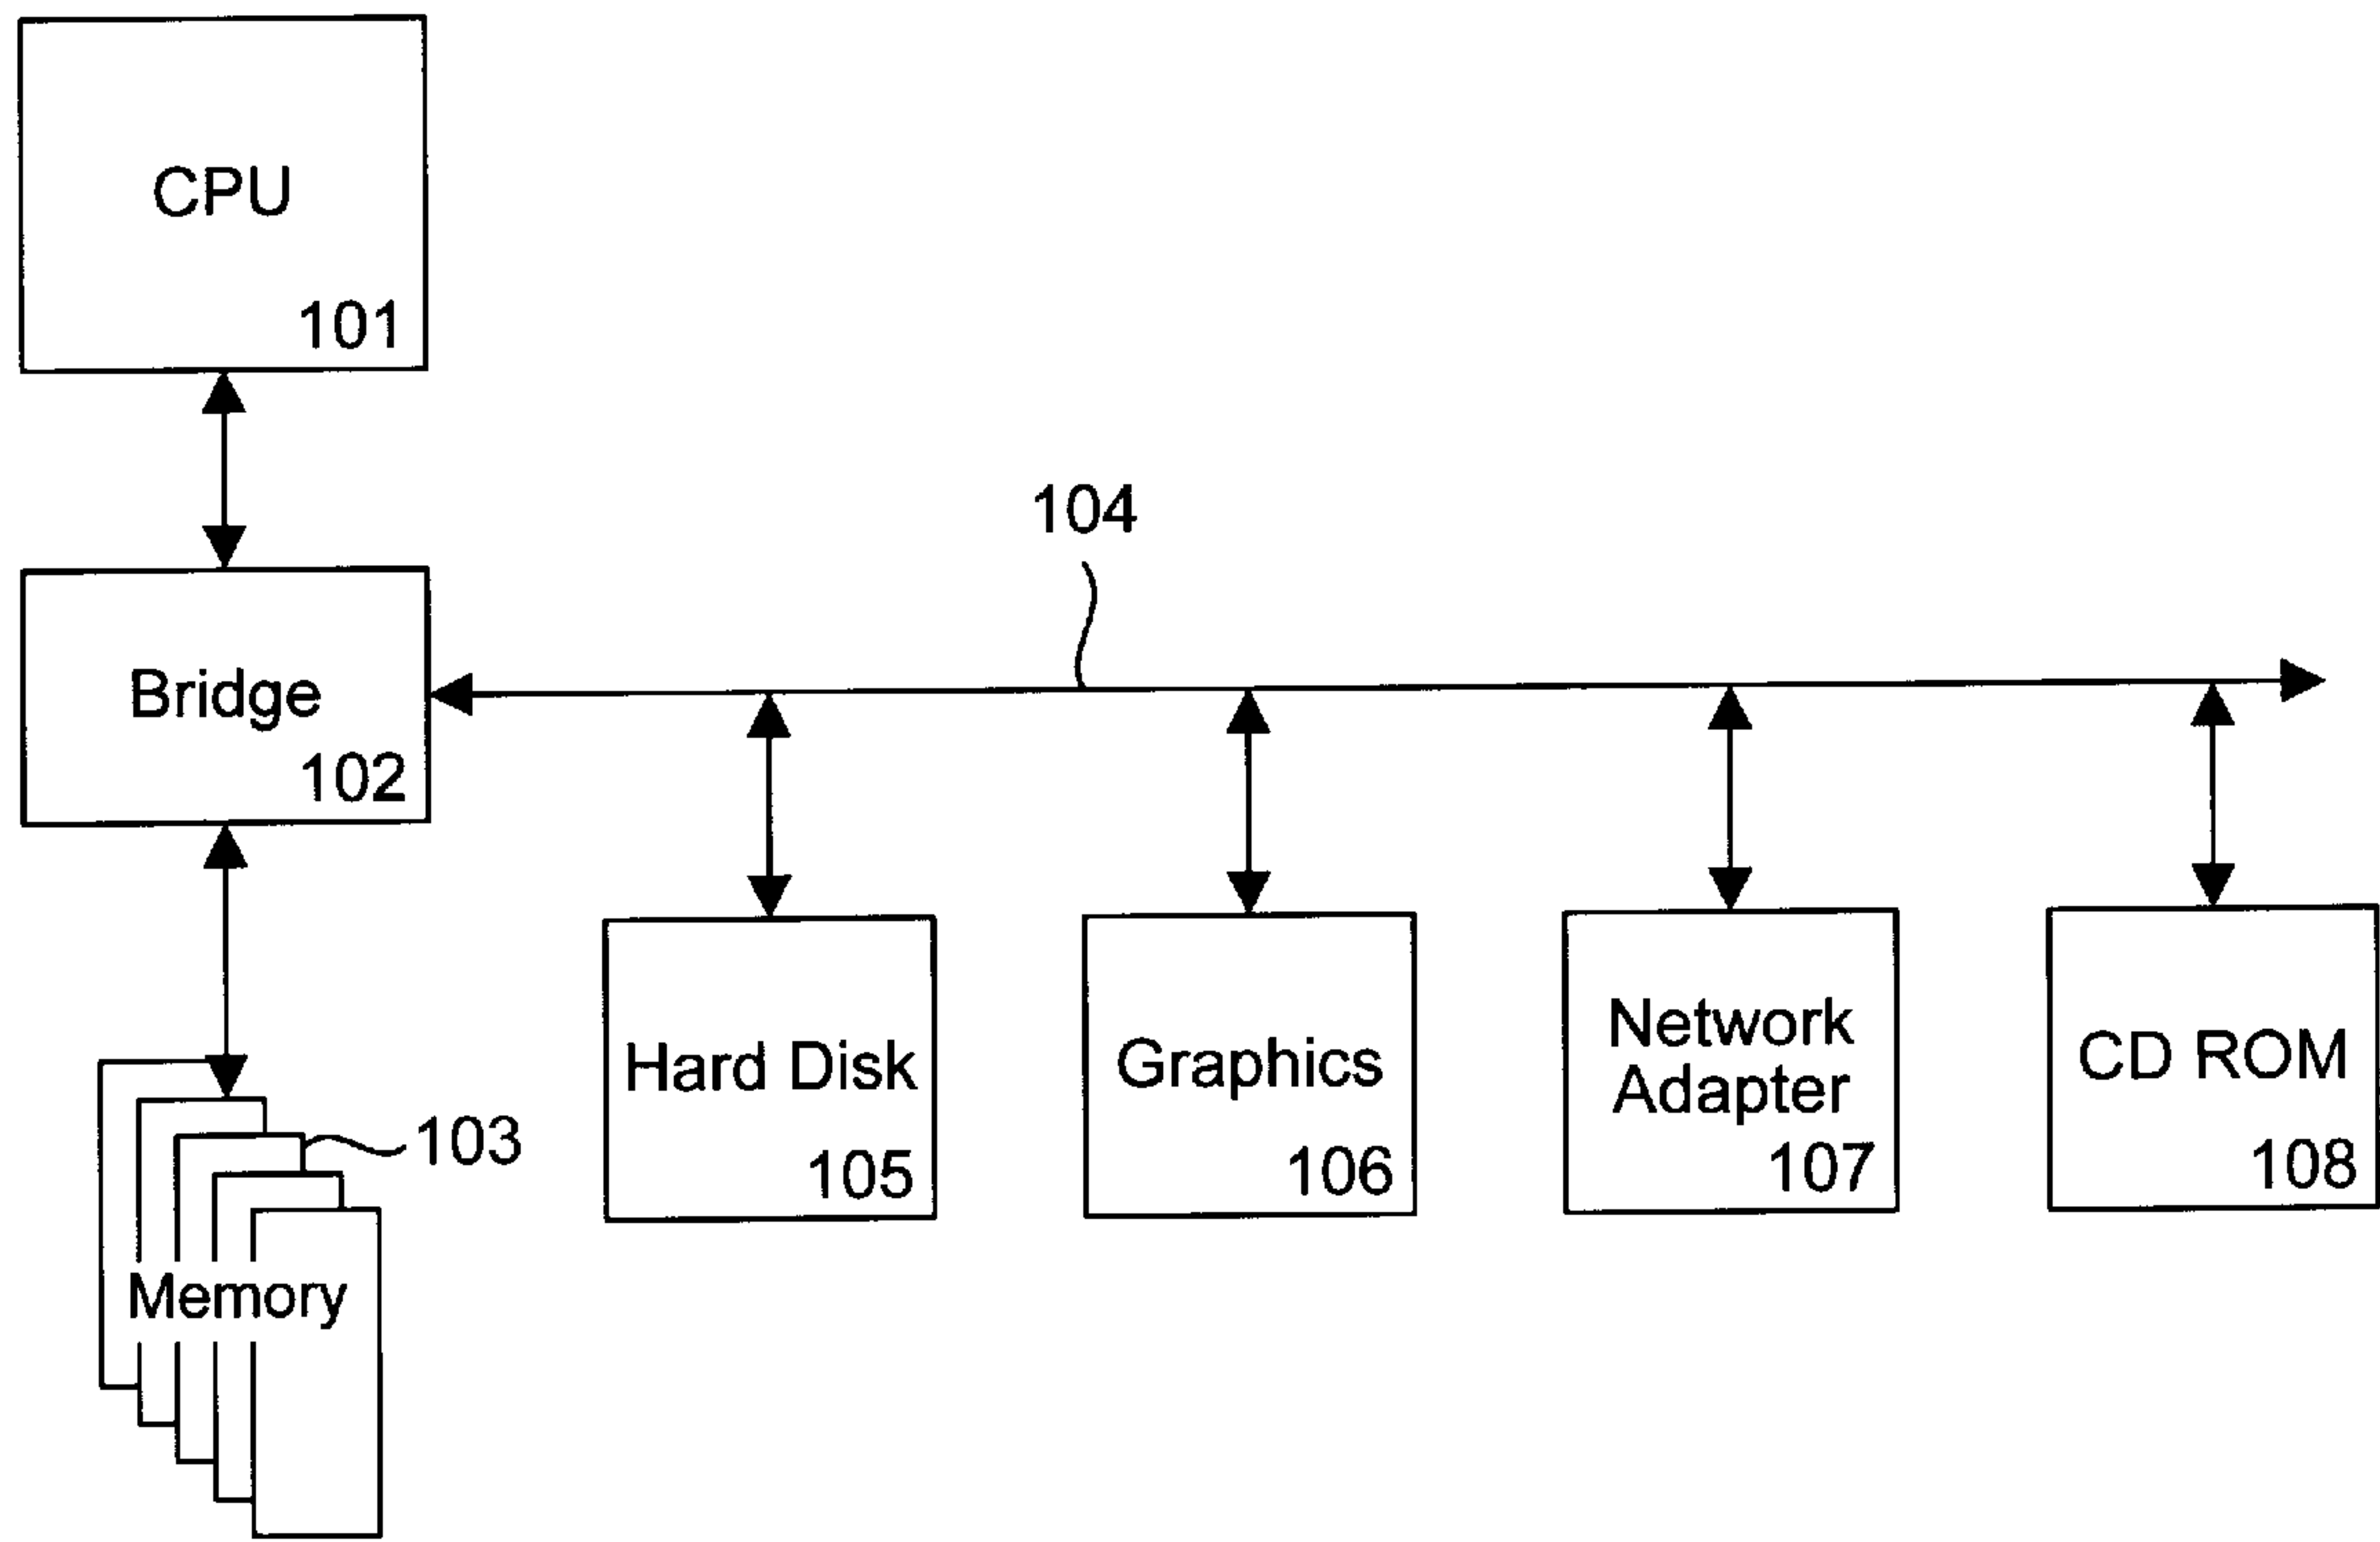 CPU
101
104
Bridge
102
103
Memory
Hard Disk
105
Graphics
106
Network
Adapter
107
CD ROM
108